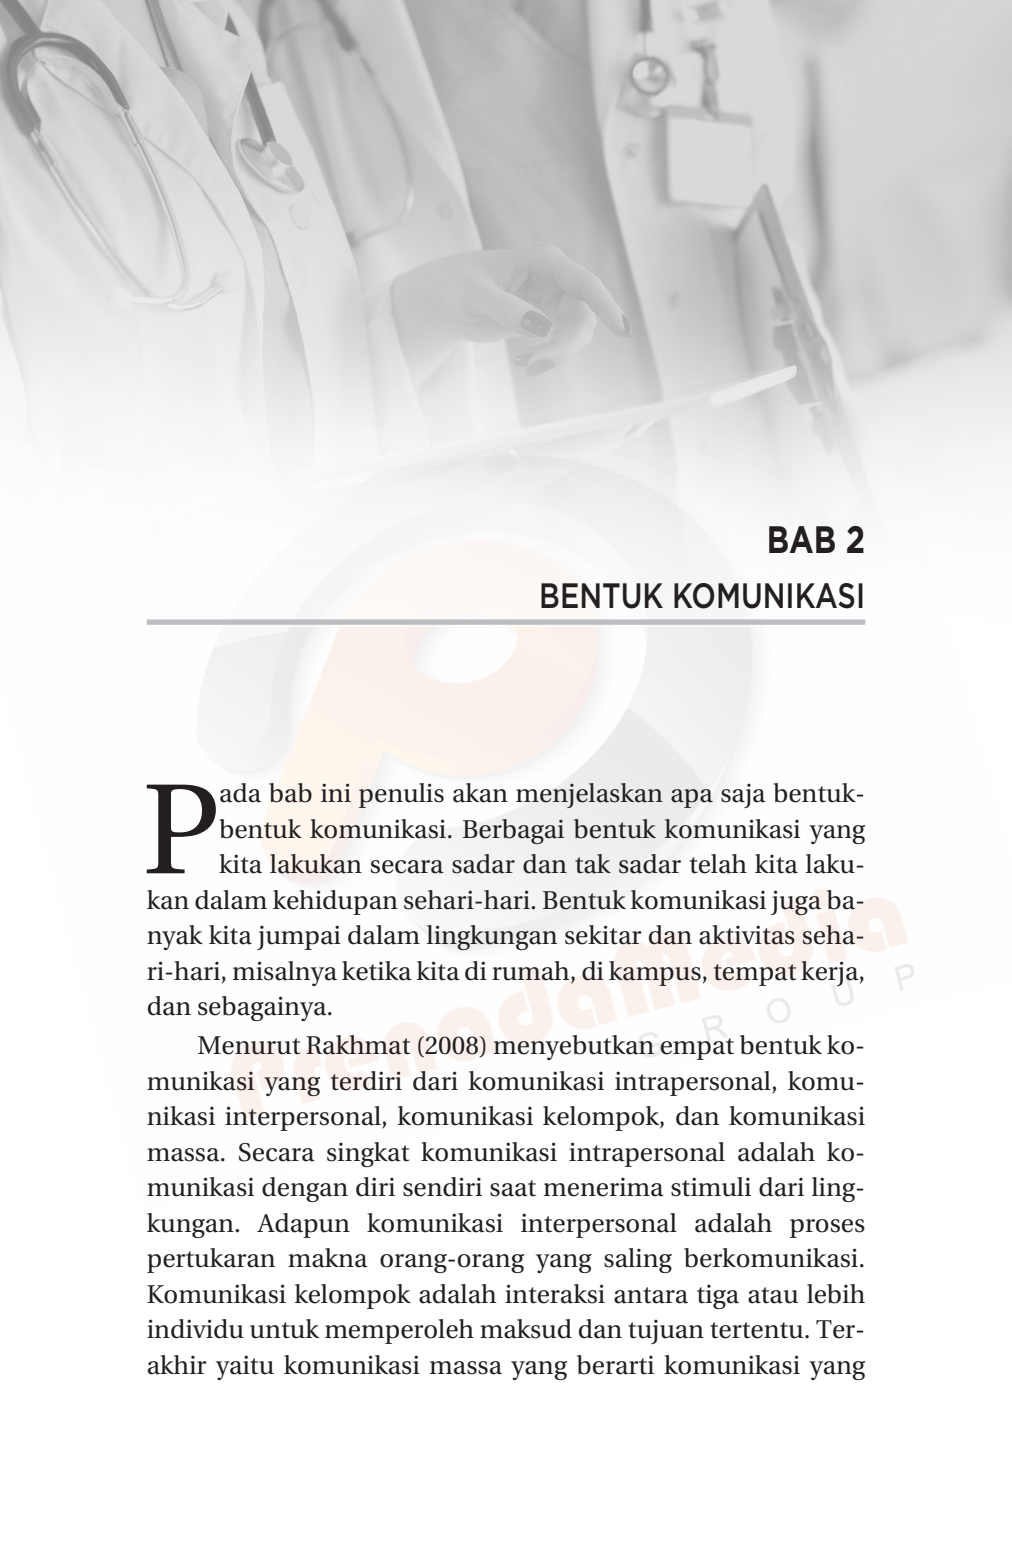 BAB 2
BENTUK KOMUNIKASI
Pada bab ini penulis akan menjelaskan apa saja bentuk-
bentuk komunikasi. Berbagai bentuk komunikasi yang
kita lakukan secara sadar dan tak sadar telah kita laku-
kan dalam kehidupan sehari-hari. Bentuk komunikasi juga ba-
nyak kita jumpai dalam lingkungan sekitar dan aktivitas seha-
ri-hari, misalnya ketika kita di rumah, di kampus, tempat kerja,
dan sebagainya.
Menurut Rakhmat (2008) menyebutkan empat bentuk ko-
munikasi yang terdiri dari komunikasi intrapersonal, komu-
nikasi interpersonal, komunikasi kelompok, dan komunikasi
massa. Secara singkat komunikasi intrapersonal adalah ko-
munikasi dengan diri sendiri saat menerima stimuli dari ling-
kungan. Adapun komunikasi interpersonal adalah proses
pertukaran makna orang-orang yang saling berkomunikasi.
Komunikasi kelompok adalah interaksi antara tiga atau lebih
individu untuk memperoleh maksud dan tujuan tertentu. Ter-
akhir yaitu komunikasi massa yang berarti komunikasi yang
PrenadaMedia
GROUP